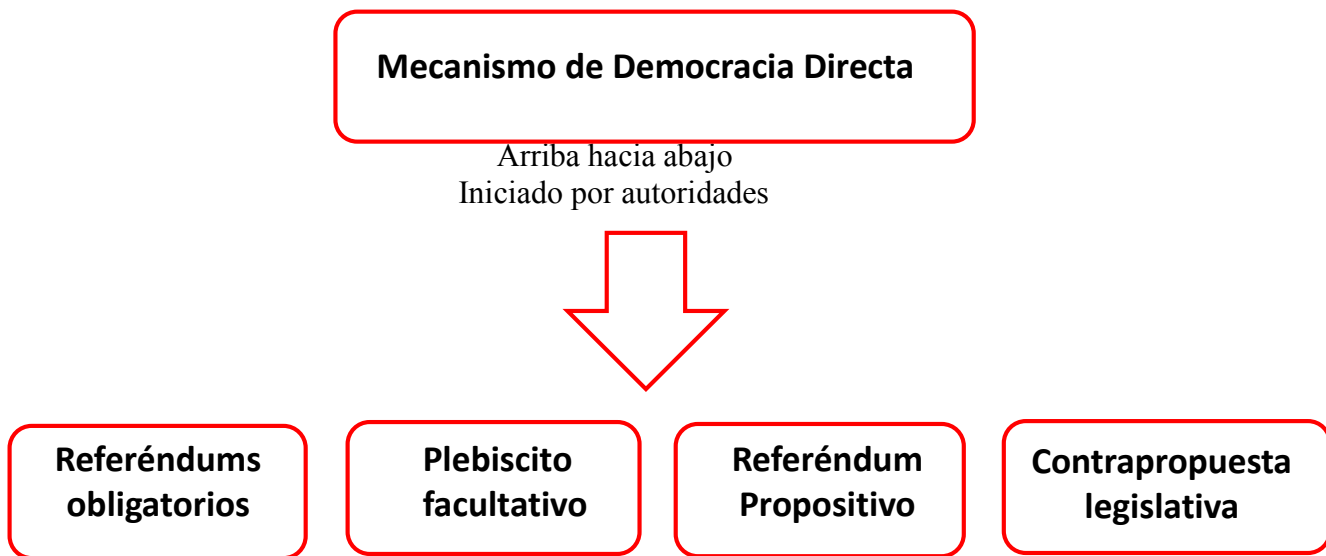 Mecanismo de Democracia Directa
Arriba hacia abajo
Iniciado por autoridades
Referéndums
obligatorios
Plebiscito
facultativo
Referéndum
Propositivo
Contrapropuesta
legislativa